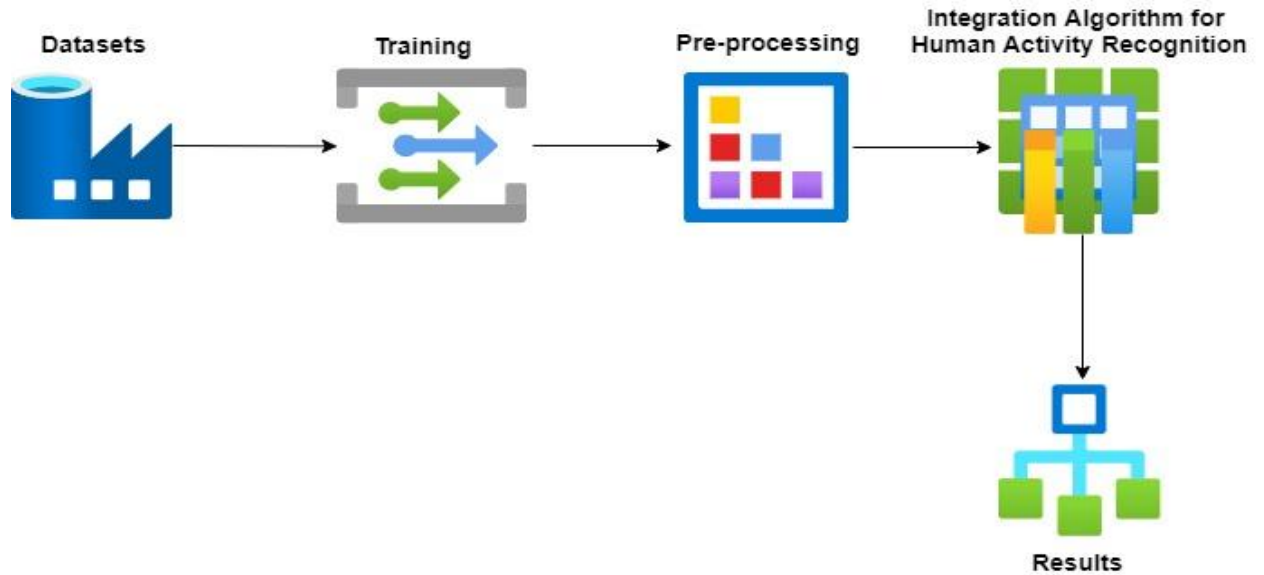 Datasets
Training
Pre-processing
Integration Algorithm for
Human Activity Recognition
Results